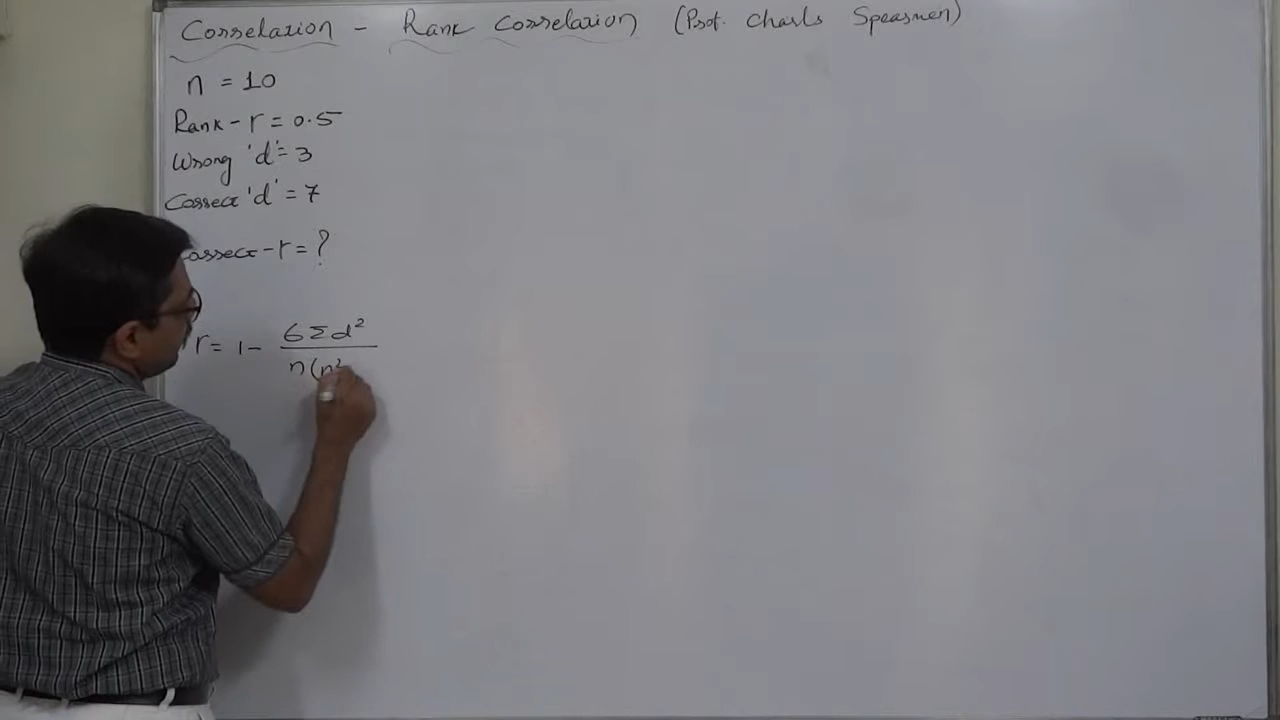 Correlation - Rank Correlation (Prof. Charls Spearmen)
n = 10
Rank - r = 0.5
Wrong 'd' = 3
Correct 'd' = 7
Correct - r = ?
r = 1 - 6Σd² / n(n²